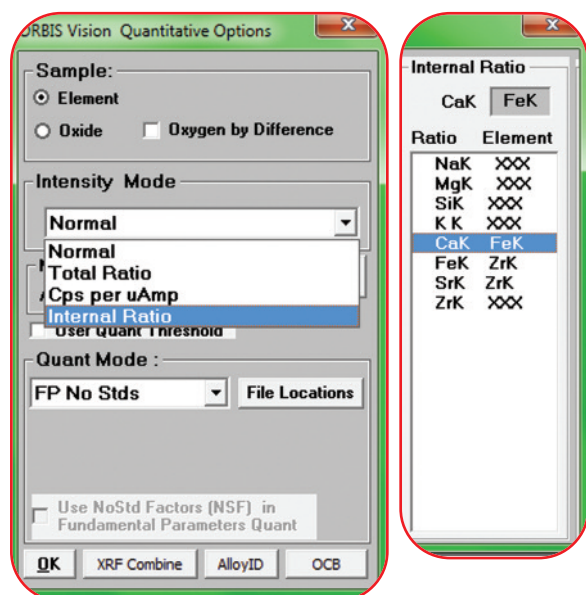 ORBIS Vision Quantitative Options
Sample:
Element
Oxide Oxygen by Difference
Intensity Mode
Normal
Normal
Total Ratio
Cps per uAmp
Internal Ratio
User Quant Threshold
Quant Mode :
FP No Stds File Locations
Use NoStd Factors (NSF) in
Fundamental Parameters Quant
OK XRF Combine AlloyID OCB
Internal Ratio
CaK FeK
Ratio Element
NaK XXX
MgK XXX
SiK XXX
K K XXX
CaK FeK
FeK ZrK
SrK ZrK
ZrK XXX